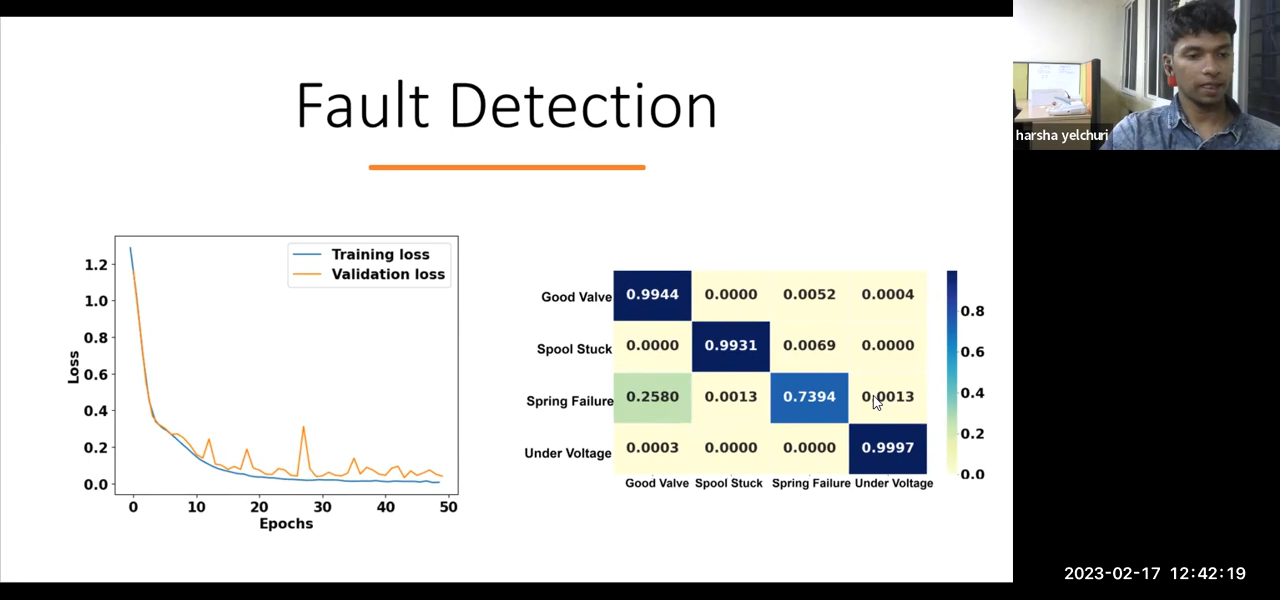 Fault Detection
harsha yelchuri
Training loss
Validation loss
1.2
1.0
0.8
0.6
0.4
0.2
0.0
Loss
0 10 20 30 40 50
Epochs
Good Valve 0.9944 0.0000 0.0052 0.0004
Spool Stuck 0.0000 0.9931 0.0069 0.0000
Spring Failure 0.2580 0.0013 0.7394 0.0013
Under Voltage 0.0003 0.0000 0.0000 0.9997
Good Valve Spool Stuck Spring Failure Under Voltage
0.8
0.6
0.4
0.2
0.0
2023-02-17 12:42:19